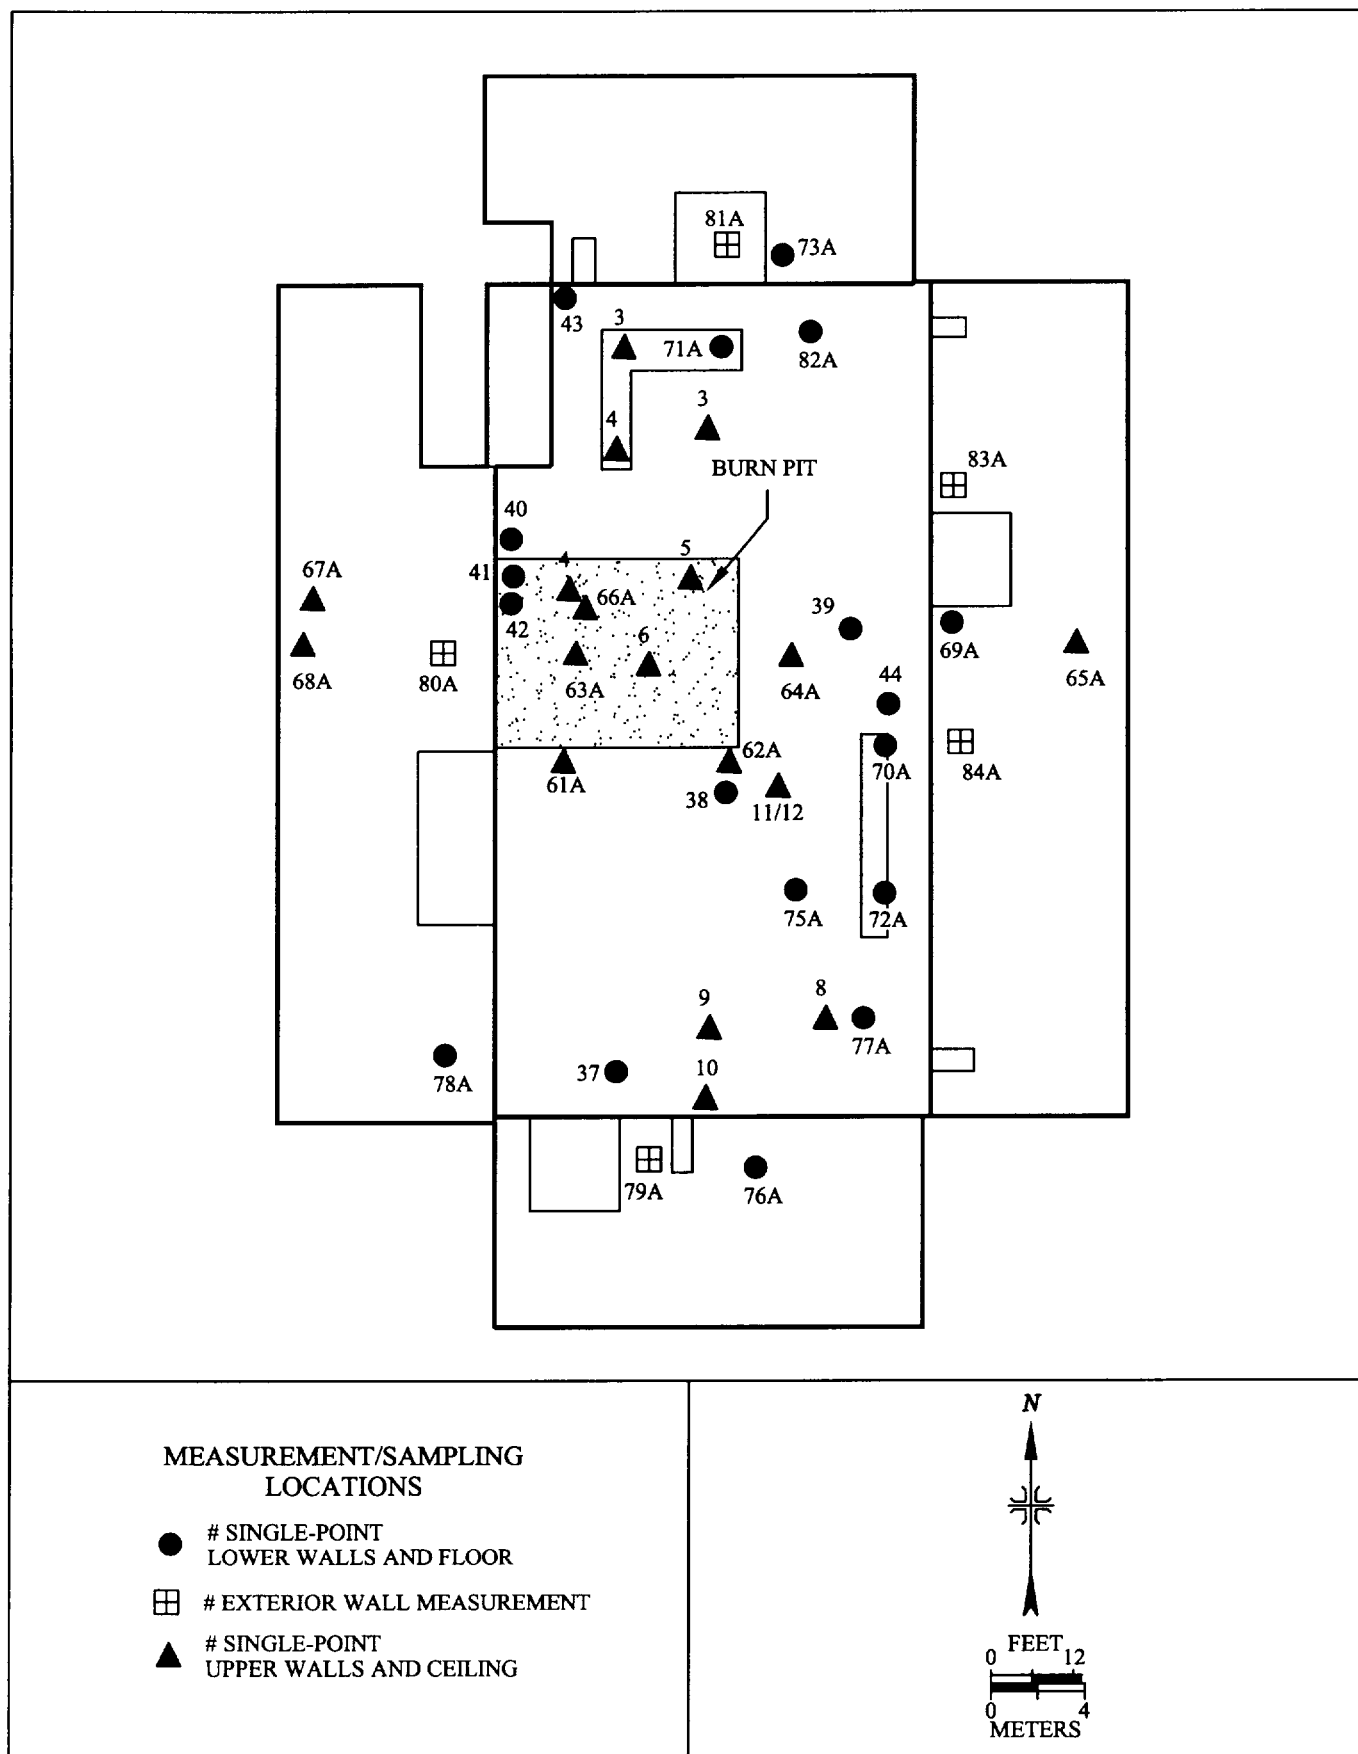 81A
73A
43
3
71A
82A
3
4
BURN PIT
83A
40
4
5
41
67A
66A
39
42
6
69A
68A
80A
63A
64A
44
65A
62A
61A
38
11/12
70A
84A
75A
72A
9
8
77A
37
10
78A
79A
76A
MEASUREMENT/SAMPLING
LOCATIONS
# SINGLE-POINT
LOWER WALLS AND FLOOR
# EXTERIOR WALL MEASUREMENT
# SINGLE-POINT
UPPER WALLS AND CEILING
N
FEET
0 12
0 4
METERS